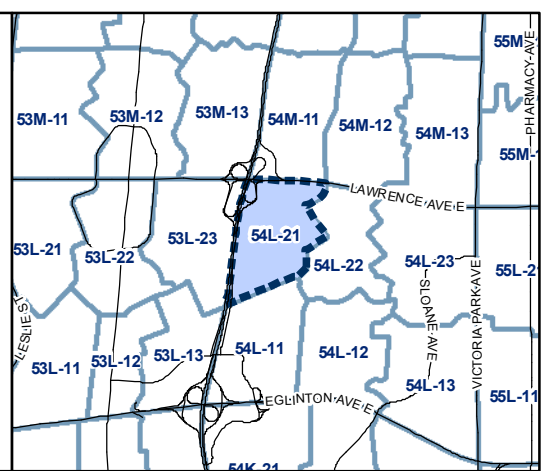 55M
PHARMACY-AVE
53M-11
53M-12
53M-13
54M-11
54M-12
54M-13
55M-
LAWRENCE AVE E
53L-21
53L-22
53L-23
54L-21
54L-22
54L-23
55L-2
LESLIE ST
SLOANE AVE
VICTORIA PARK AVE
53L-11
53L-12
53L-13
54L-11
54L-12
54L-13
55L-11
EGLINTON AVE E
54K-21